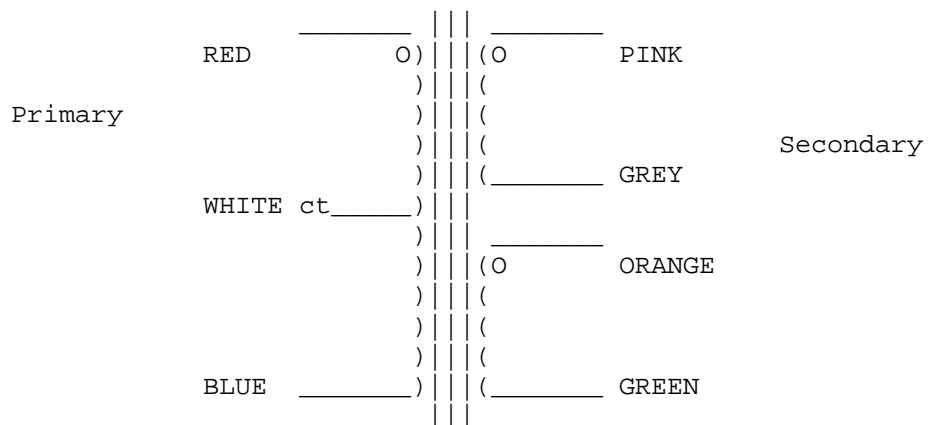 RED O O PINK
Primary
Secondary
GREY
WHITE ct
O ORANGE
BLUE GREEN